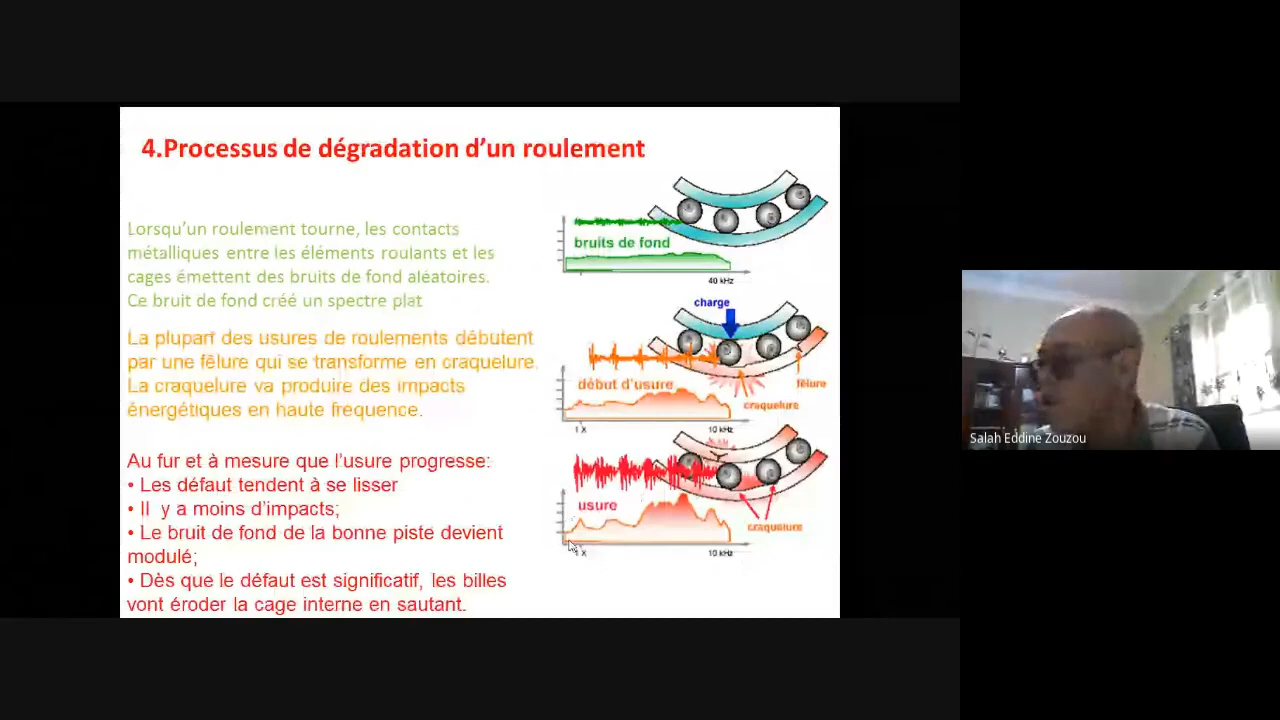 4.Processus de dégradation d'un roulement
Lorsqu'un roulement tourne, les contacts
métalliques entre les éléments roulants et les
cages émettent des bruits de fond aléatoires.
Ce bruit de fond créé un spectre plat
La plupart des usures de roulements débutent
par une fêlure qui se transforme en craquelure.
La craquelure va produire des impacts
énergétiques en haute fréquence.
Au fur et à mesure que l'usure progresse:
• Les défaut tendent à se lisser
• Il y a moins d'impacts;
• Le bruit de fond de la bonne piste devient
modulé;
• Dès que le défaut est significatif, les billes
vont éroder la cage interne en sautant.
bruits de fond
40 kHz
charge
début d'usure
fêlure
craquelure
1 X
10 kHz
usure
craquelure
1 X
10 kHz
Salah Eddine Zouzou